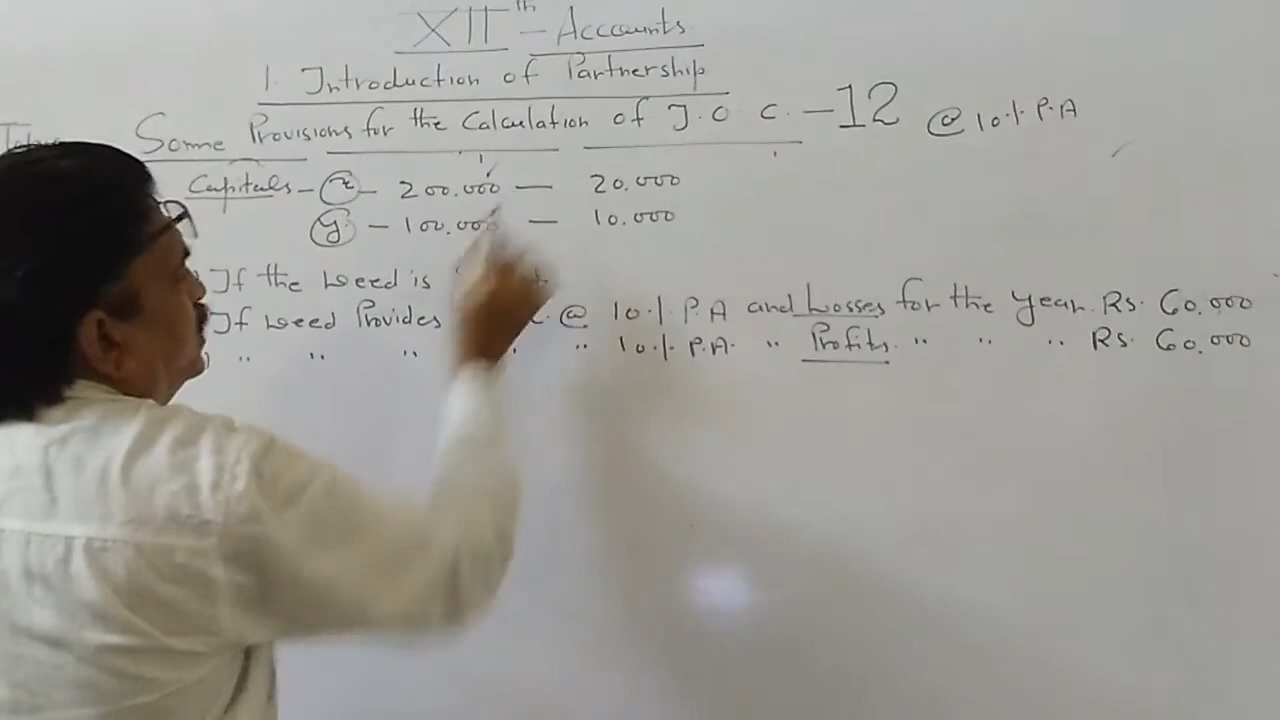 XIIth - Accounts
1. Introduction of Partnership
Some Provisions for the Calculation of I.O C. - 12 @ 10% P.A
Capitals - x - 200.000 — 20.000
y - 100.000 — 10.000
If the Deed is
If Deed Provides @ 10% P.A and Losses for the year. Rs. 60.000
" " " " 10% P.A. " Profits. " " " Rs. 60.000